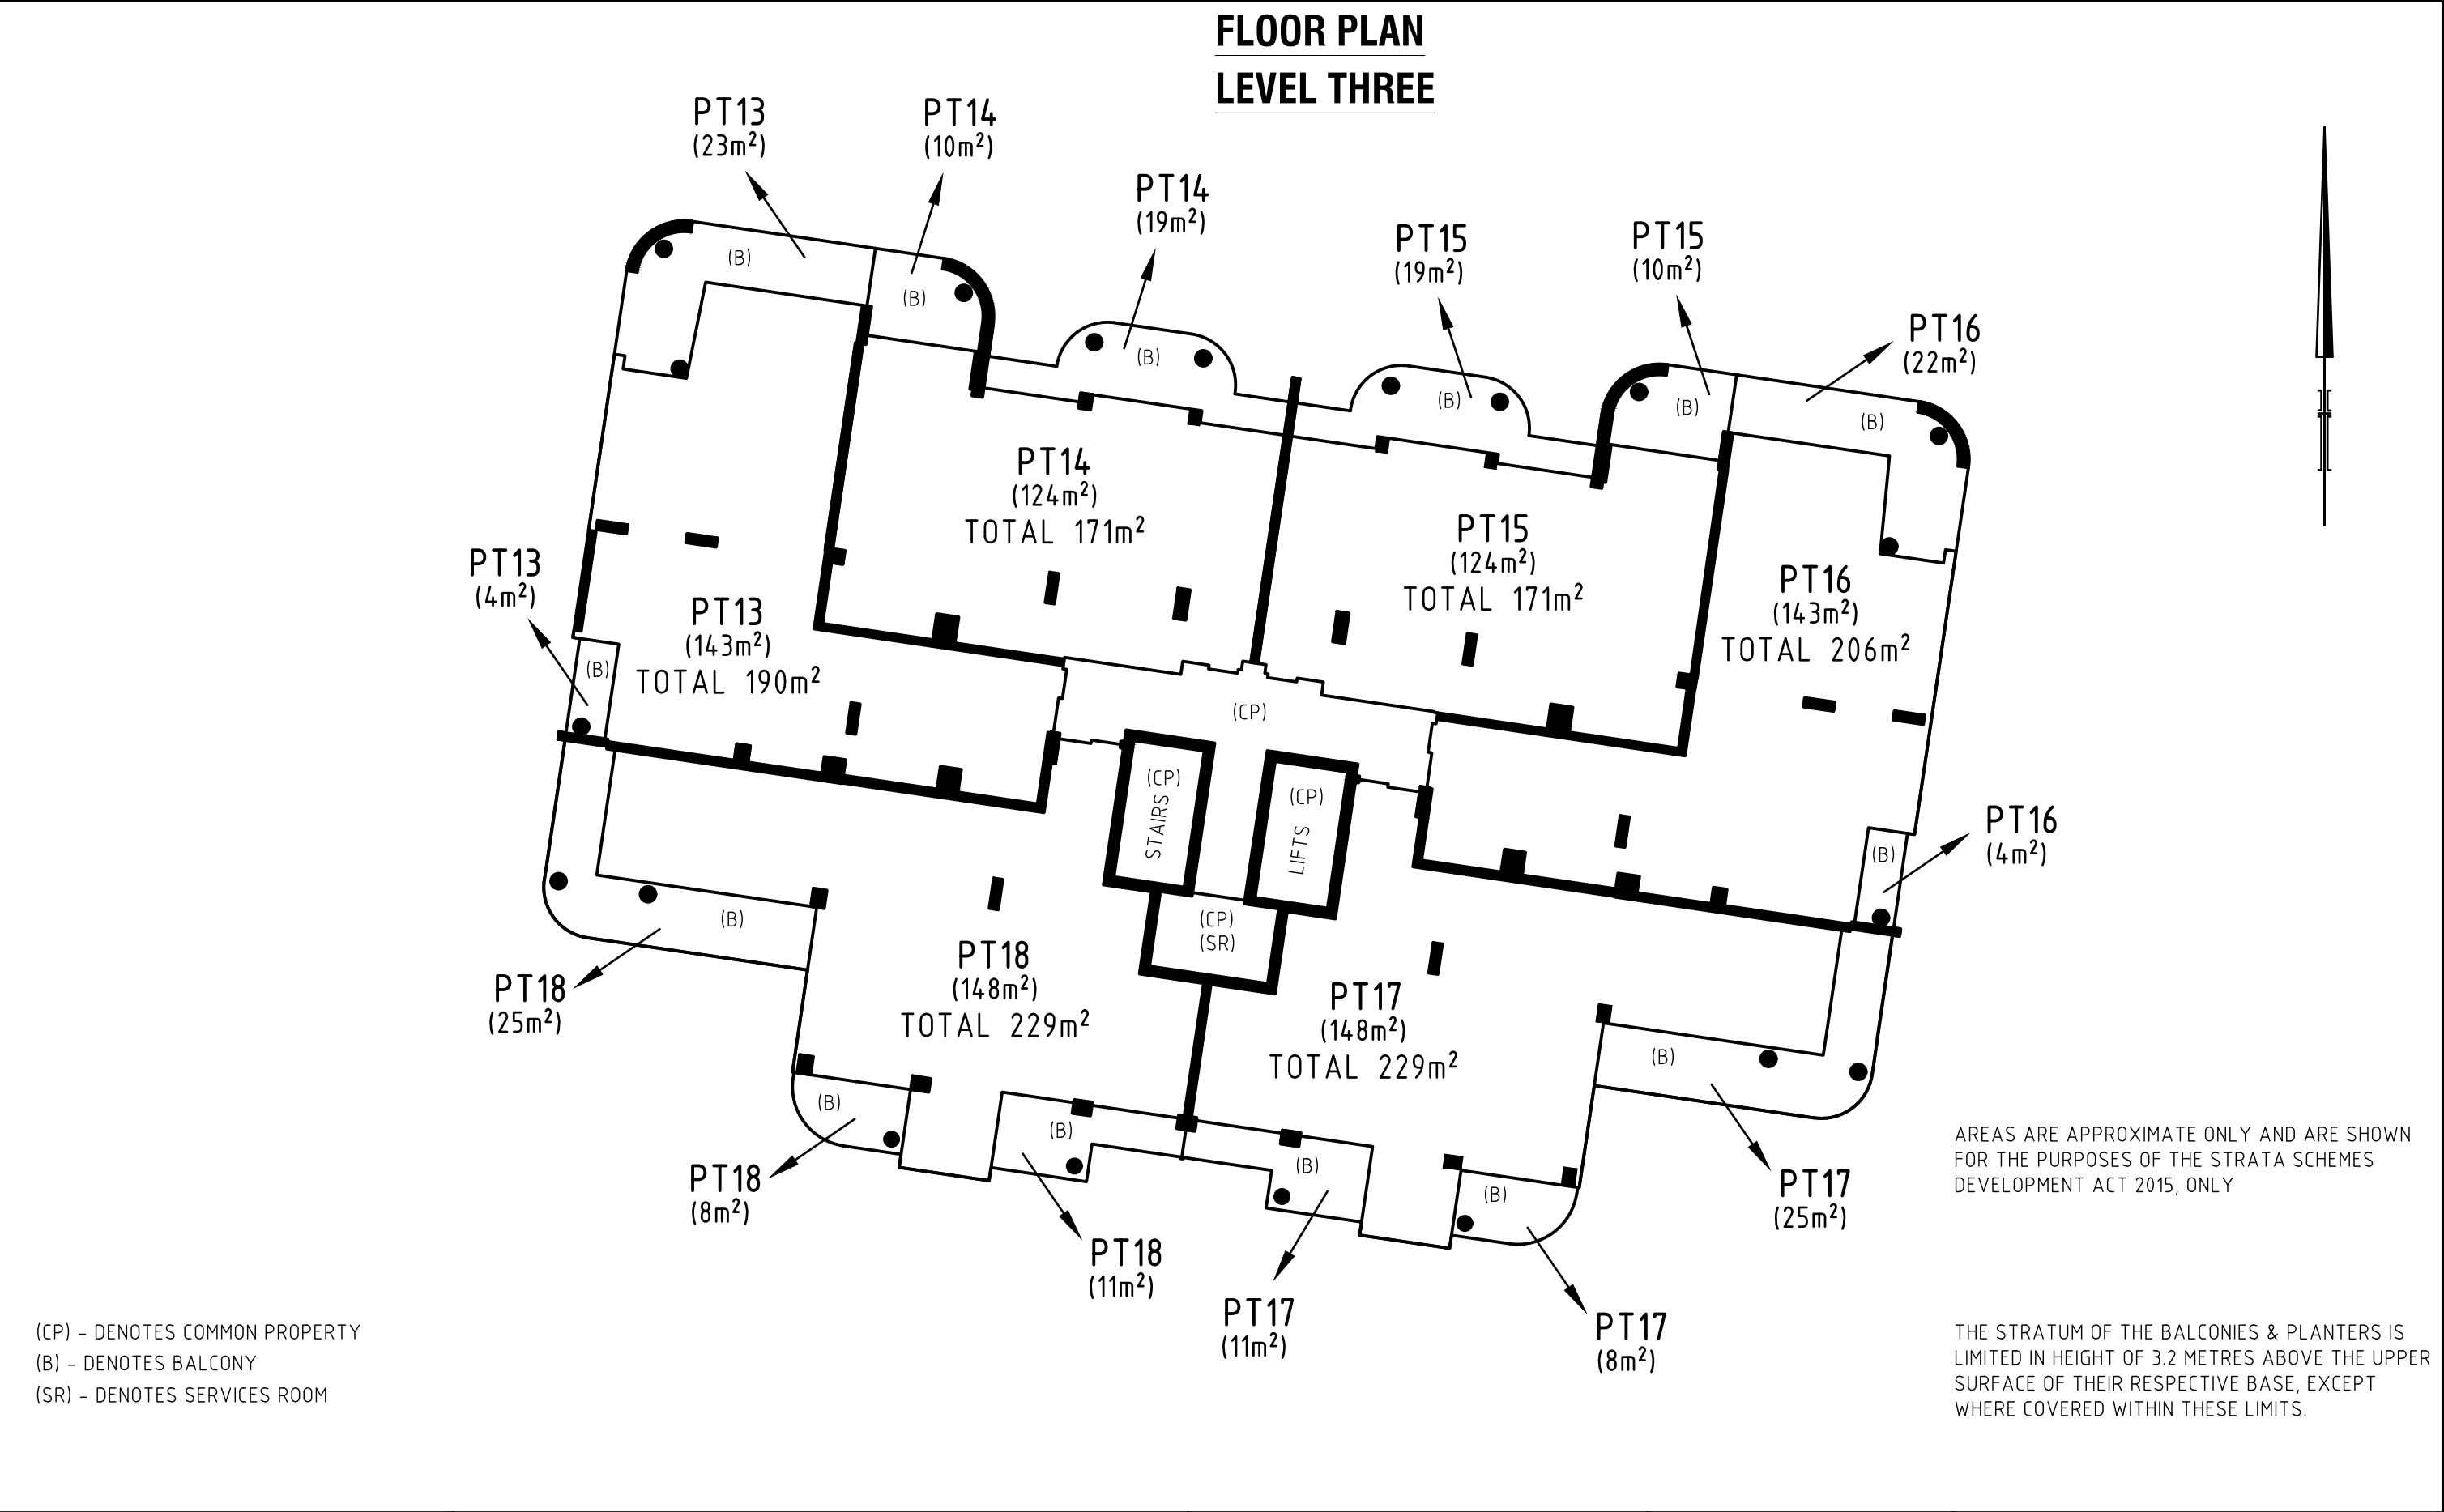 FLOOR PLAN
LEVEL THREE
PT13
(23m²)
PT14
(10m²)
PT14
(19m²)
PT15
(19m²)
PT15
(10m²)
PT16
(22m²)
(B)
(B)
(B)
(B)
(B)
(B)
PT14
(124m²)
TOTAL 171m²
PT15
(124m²)
TOTAL 171m²
PT13
(4m²)
PT13
(143m²)
TOTAL 190m²
PT16
(143m²)
TOTAL 206m²
(B)
(CP)
(CP)
STAIRS
(CP)
LIFTS
PT16
(4m²)
(B)
(CP)
(SR)
(B)
PT18
(25m²)
PT18
(148m²)
TOTAL 229m²
PT17
(148m²)
TOTAL 229m²
(B)
(B)
(B)
(B)
(B)
PT18
(8m²)
PT18
(11m²)
PT17
(11m²)
PT17
(8m²)
PT17
(25m²)
AREAS ARE APPROXIMATE ONLY AND ARE SHOWN
FOR THE PURPOSES OF THE STRATA SCHEMES
DEVELOPMENT ACT 2015, ONLY
(CP) – DENOTES COMMON PROPERTY
(B) – DENOTES BALCONY
(SR) – DENOTES SERVICES ROOM
THE STRATUM OF THE BALCONIES & PLANTERS IS
LIMITED IN HEIGHT OF 3.2 METRES ABOVE THE UPPER
SURFACE OF THEIR RESPECTIVE BASE, EXCEPT
WHERE COVERED WITHIN THESE LIMITS.